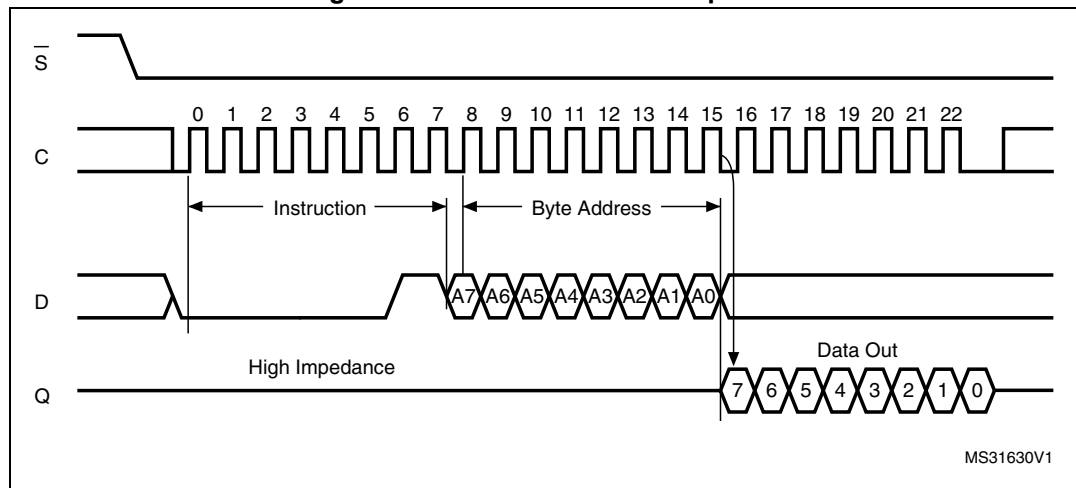 S̅
0 1 2 3 4 5 6 7 8 9 10 11 12 13 14 15 16 17 18 19 20 21 22
C
Instruction
Byte Address
D
A7 A6 A5 A4 A3 A2 A1 A0
High Impedance
Data Out
Q
7 6 5 4 3 2 1 0
MS31630V1